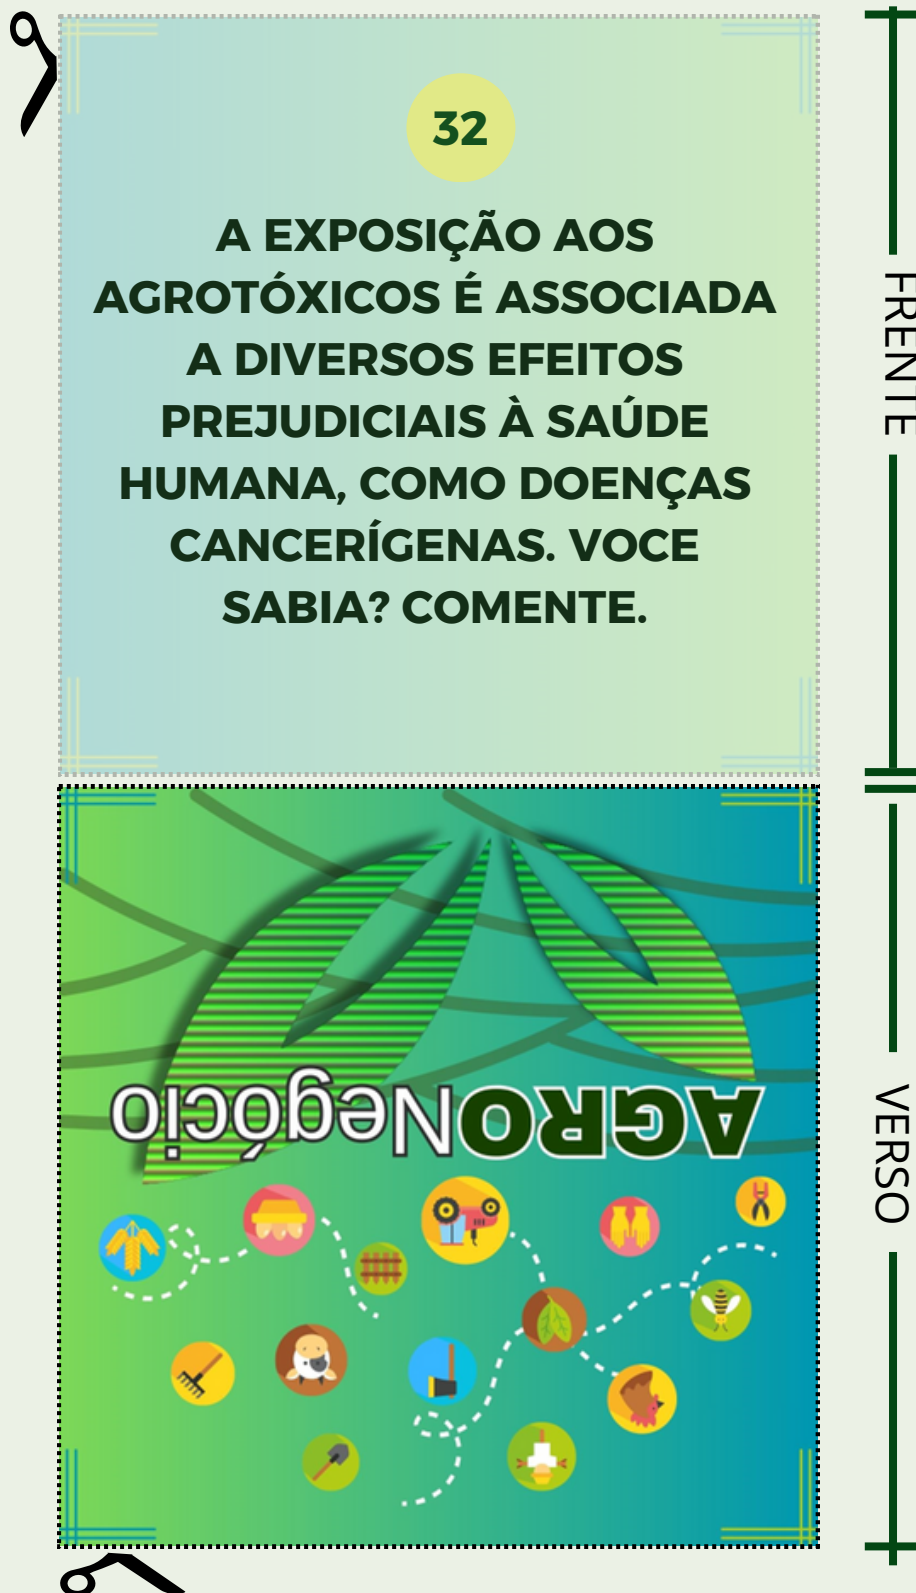 32
A EXPOSIÇÃO AOS
AGROTÓXICOS É ASSOCIADA
A DIVERSOS EFEITOS
PREJUDICIAIS À SAÚDE
HUMANA, COMO DOENÇAS
CANCERÍGENAS. VOCE
SABIA? COMENTE.
FRENTE
AGRONegócio
VERSO